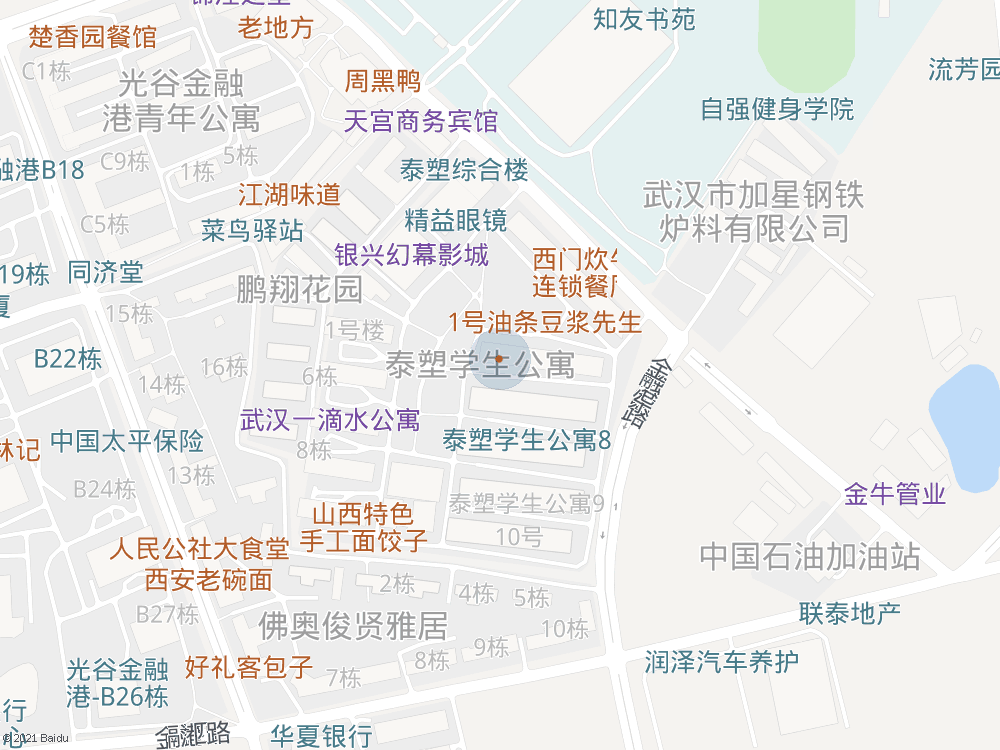 知友书苑
楚香园餐馆
老地方
C1栋
光谷金融
港青年公寓
周黑鸭
流芳园
天宫商务宾馆
自强健身学院
C9栋
5栋
1栋
融港B18
泰塑综合楼
江湖味道
武汉市加星钢铁
炉料有限公司
C5栋
菜鸟驿站
精益眼镜
银兴幻幕影城
西门炊牛
连锁餐厅
19栋
同济堂
厦
鹏翔花园
15栋
1号楼
1号油条豆浆先生
B22栋
16栋
泰塑学生公寓
6栋
14栋
金融港路
武汉一滴水公寓
中国太平保险
8栋
泰塑学生公寓8
林记
13栋
B24栋
金牛管业
泰塑学生公寓9
山西特色
手工面饺子
10号
人民公社大食堂
西安老碗面
中国石油加油站
2栋
4栋
5栋
B27栋
联泰地产
佛奥俊贤雅居
10栋
9栋
8栋
润泽汽车养护
光谷金融
港-B26栋
好礼客包子
7栋
行
心
华夏银行
© 2021 Baidu